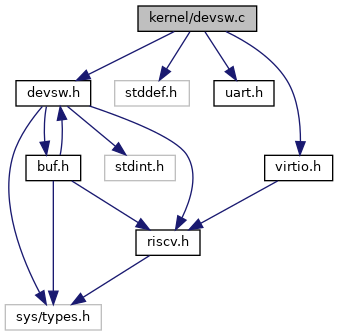 kernel/devsw.c
devsw.h
stddef.h
uart.h
buf.h
stdint.h
virtio.h
riscv.h
sys/types.h